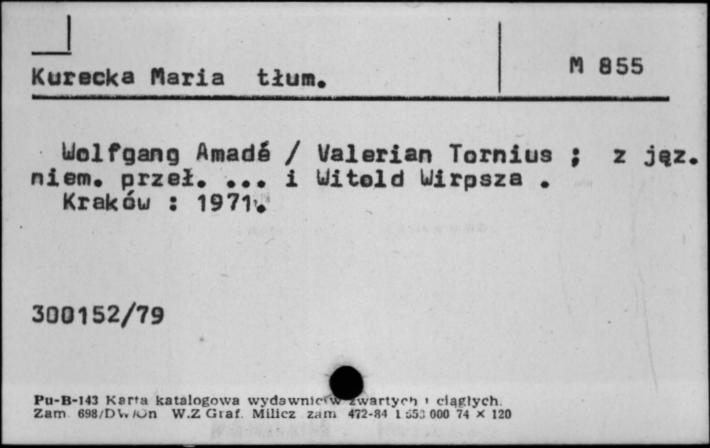 Kurecka Maria tłum.
M 855
Wolfgang Amadé / Valerian Tornius ; z jęz.
niem. przeł. ... i Witold Wirpsza .
Kraków : 1971.
300152/79
Pu-B-143 Karta katalogowa wydawnictw zwartych i ciągłych.
Zam. 698/DW/On W.Z Graf. Milicz zam. 472-84 1 553 000 74 × 120